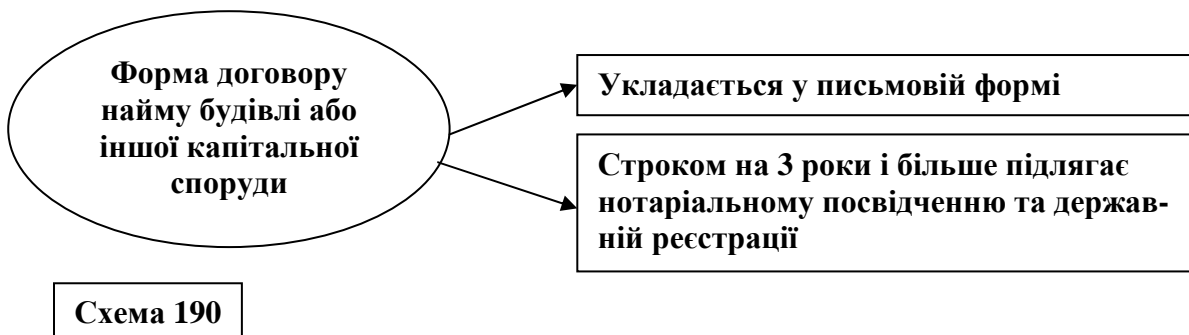 Форма договору
найму будівлі або
іншої капітальної
споруди
Укладається у письмовій формі
Строком на 3 роки і більше підлягає
нотаріальному посвідченню та держав-
ній реєстрації
Схема 190